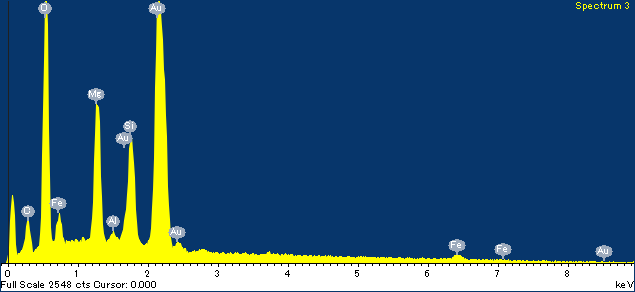 Spectrum 3
O Au
Mg
Si
Au
Fe
Al
Au
Fe Fe Au
0 1 2 3 4 5 6 7 8
Full Scale 2548 cts Cursor: 0.000 keV